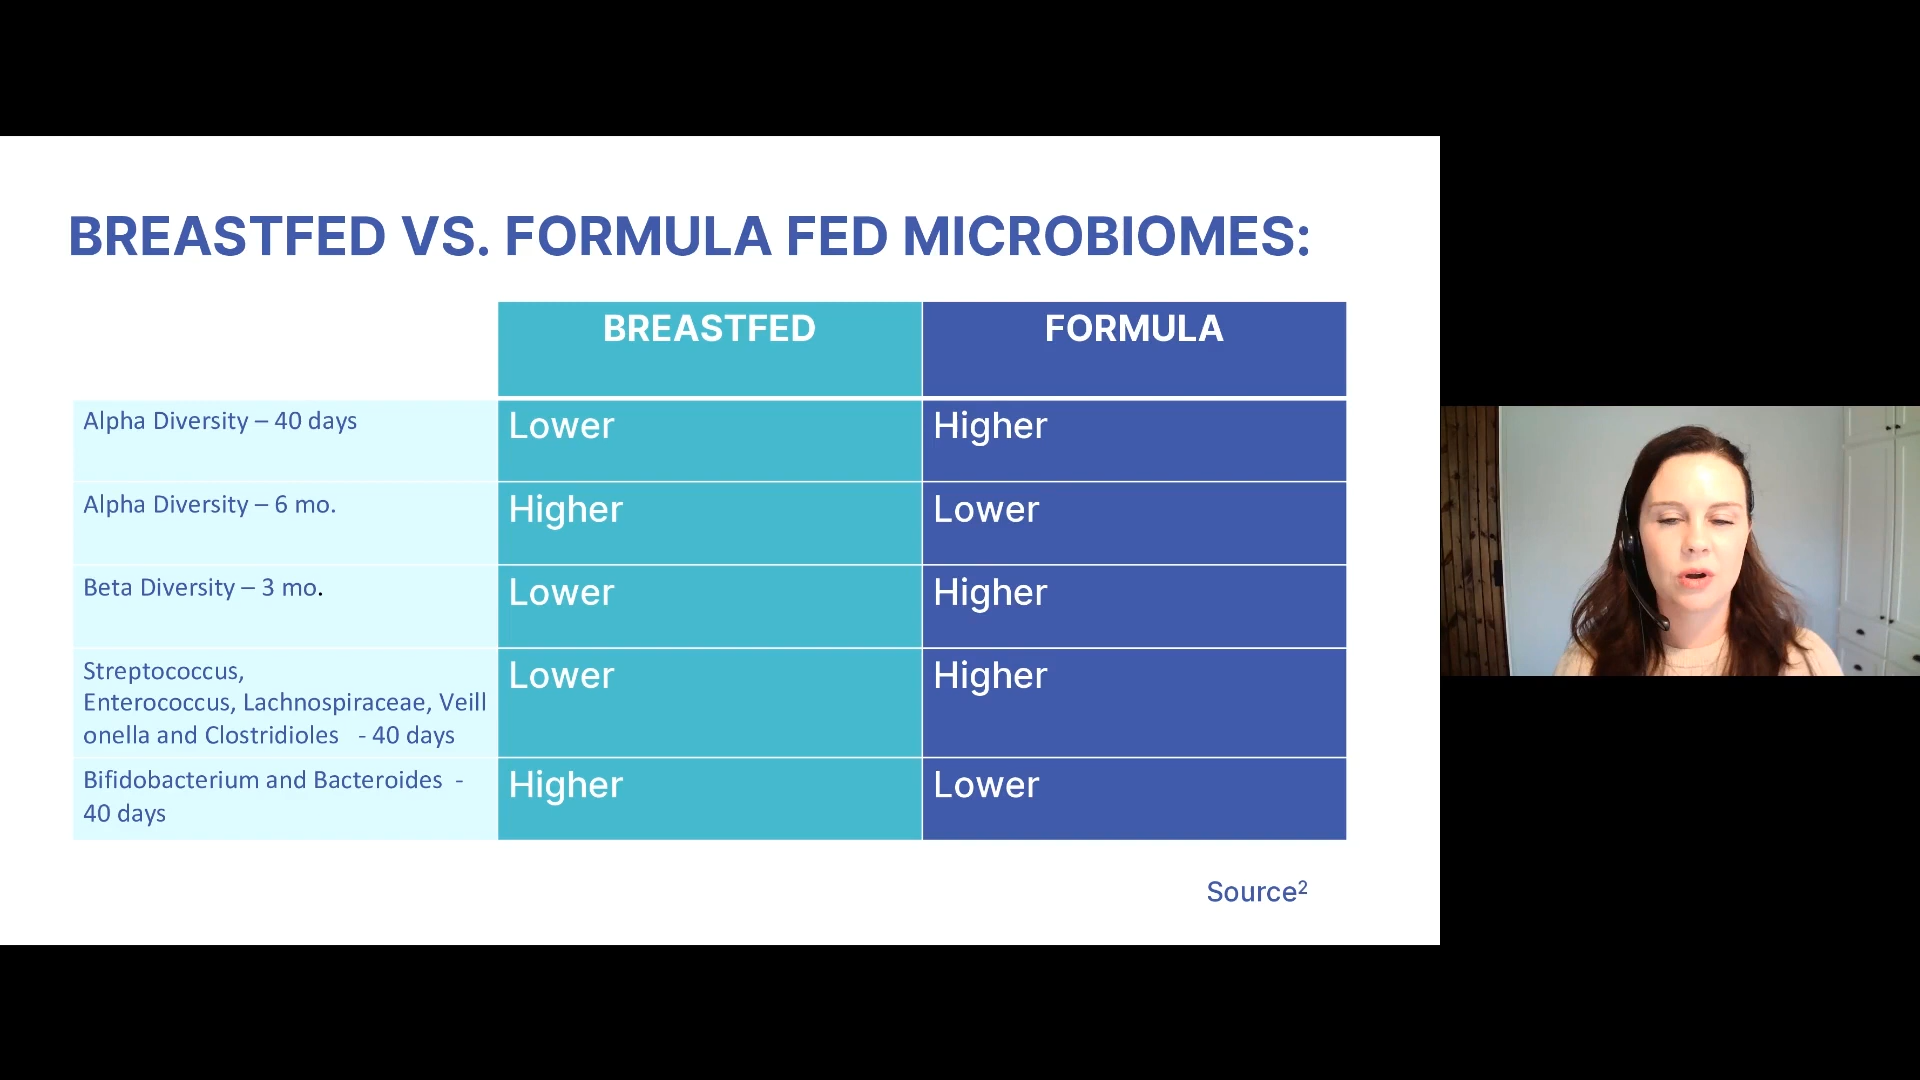 BREASTFED VS. FORMULA FED MICROBIOMES:
BREASTFED FORMULA
Alpha Diversity – 40 days Lower Higher
Alpha Diversity – 6 mo. Higher Lower
Beta Diversity – 3 mo. Lower Higher
Streptococcus, Lower Higher
Enterococcus, Lachnospiraceae, Veill
onella and Clostridioles - 40 days
Bifidobacterium and Bacteroides - Higher Lower
40 days
Source²